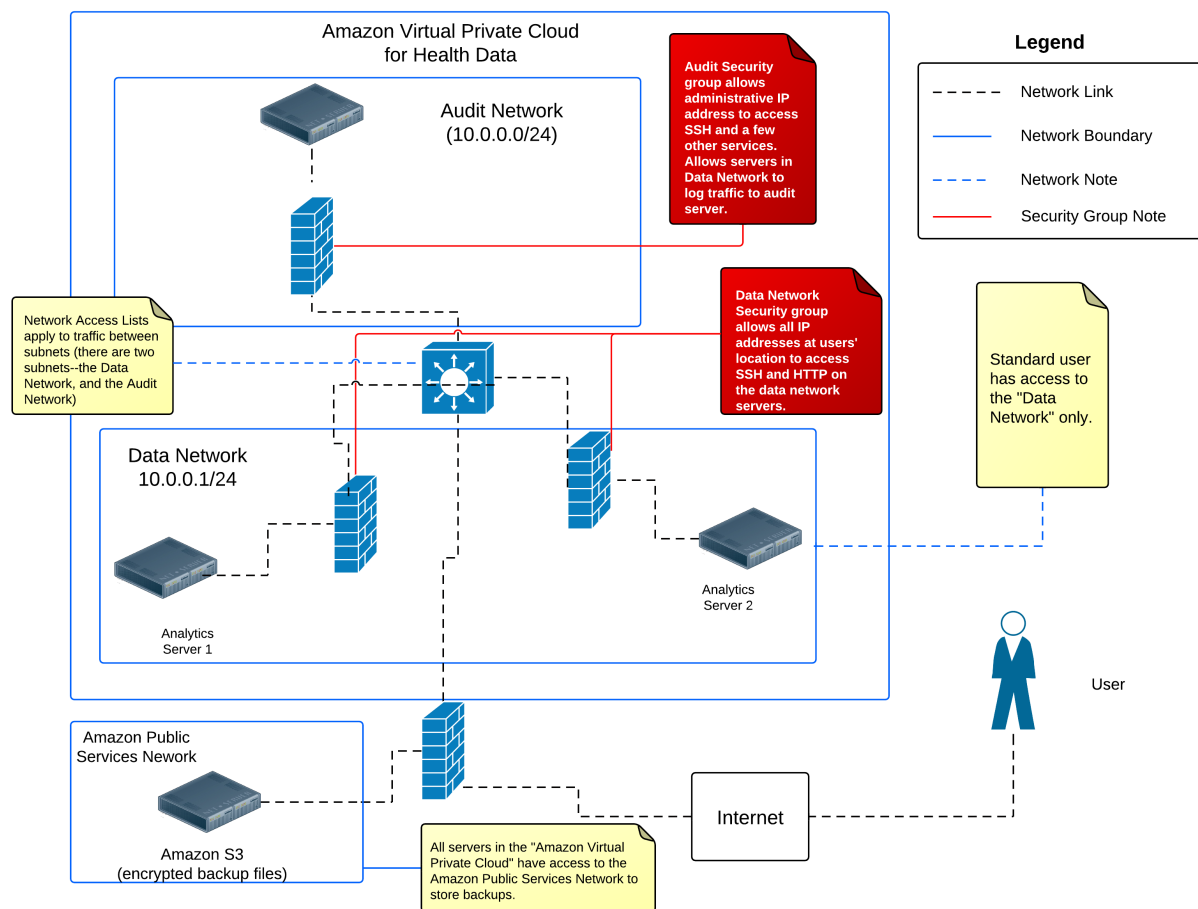 Amazon Virtual Private Cloud
for Health Data
Audit Network
(10.0.0.0/24)
Audit Security
group allows
administrative IP
address to access
SSH and a few
other services.
Allows servers in
Data Network to
log traffic to audit
server.
Legend
Network Link
Network Boundary
Network Note
Security Group Note
Network Access Lists
apply to traffic between
subnets (there are two
subnets--the Data
Network, and the Audit
Network)
Data Network
Security group
allows all IP
addresses at users'
location to access
SSH and HTTP on
the data network
servers.
Standard user
has access to
the "Data
Network" only.
Data Network
10.0.0.1/24
Analytics
Server 1
Analytics
Server 2
User
Amazon Public
Services Nework
Amazon S3
(encrypted backup files)
Internet
All servers in the "Amazon Virtual
Private Cloud" have access to the
Amazon Public Services Network to
store backups.